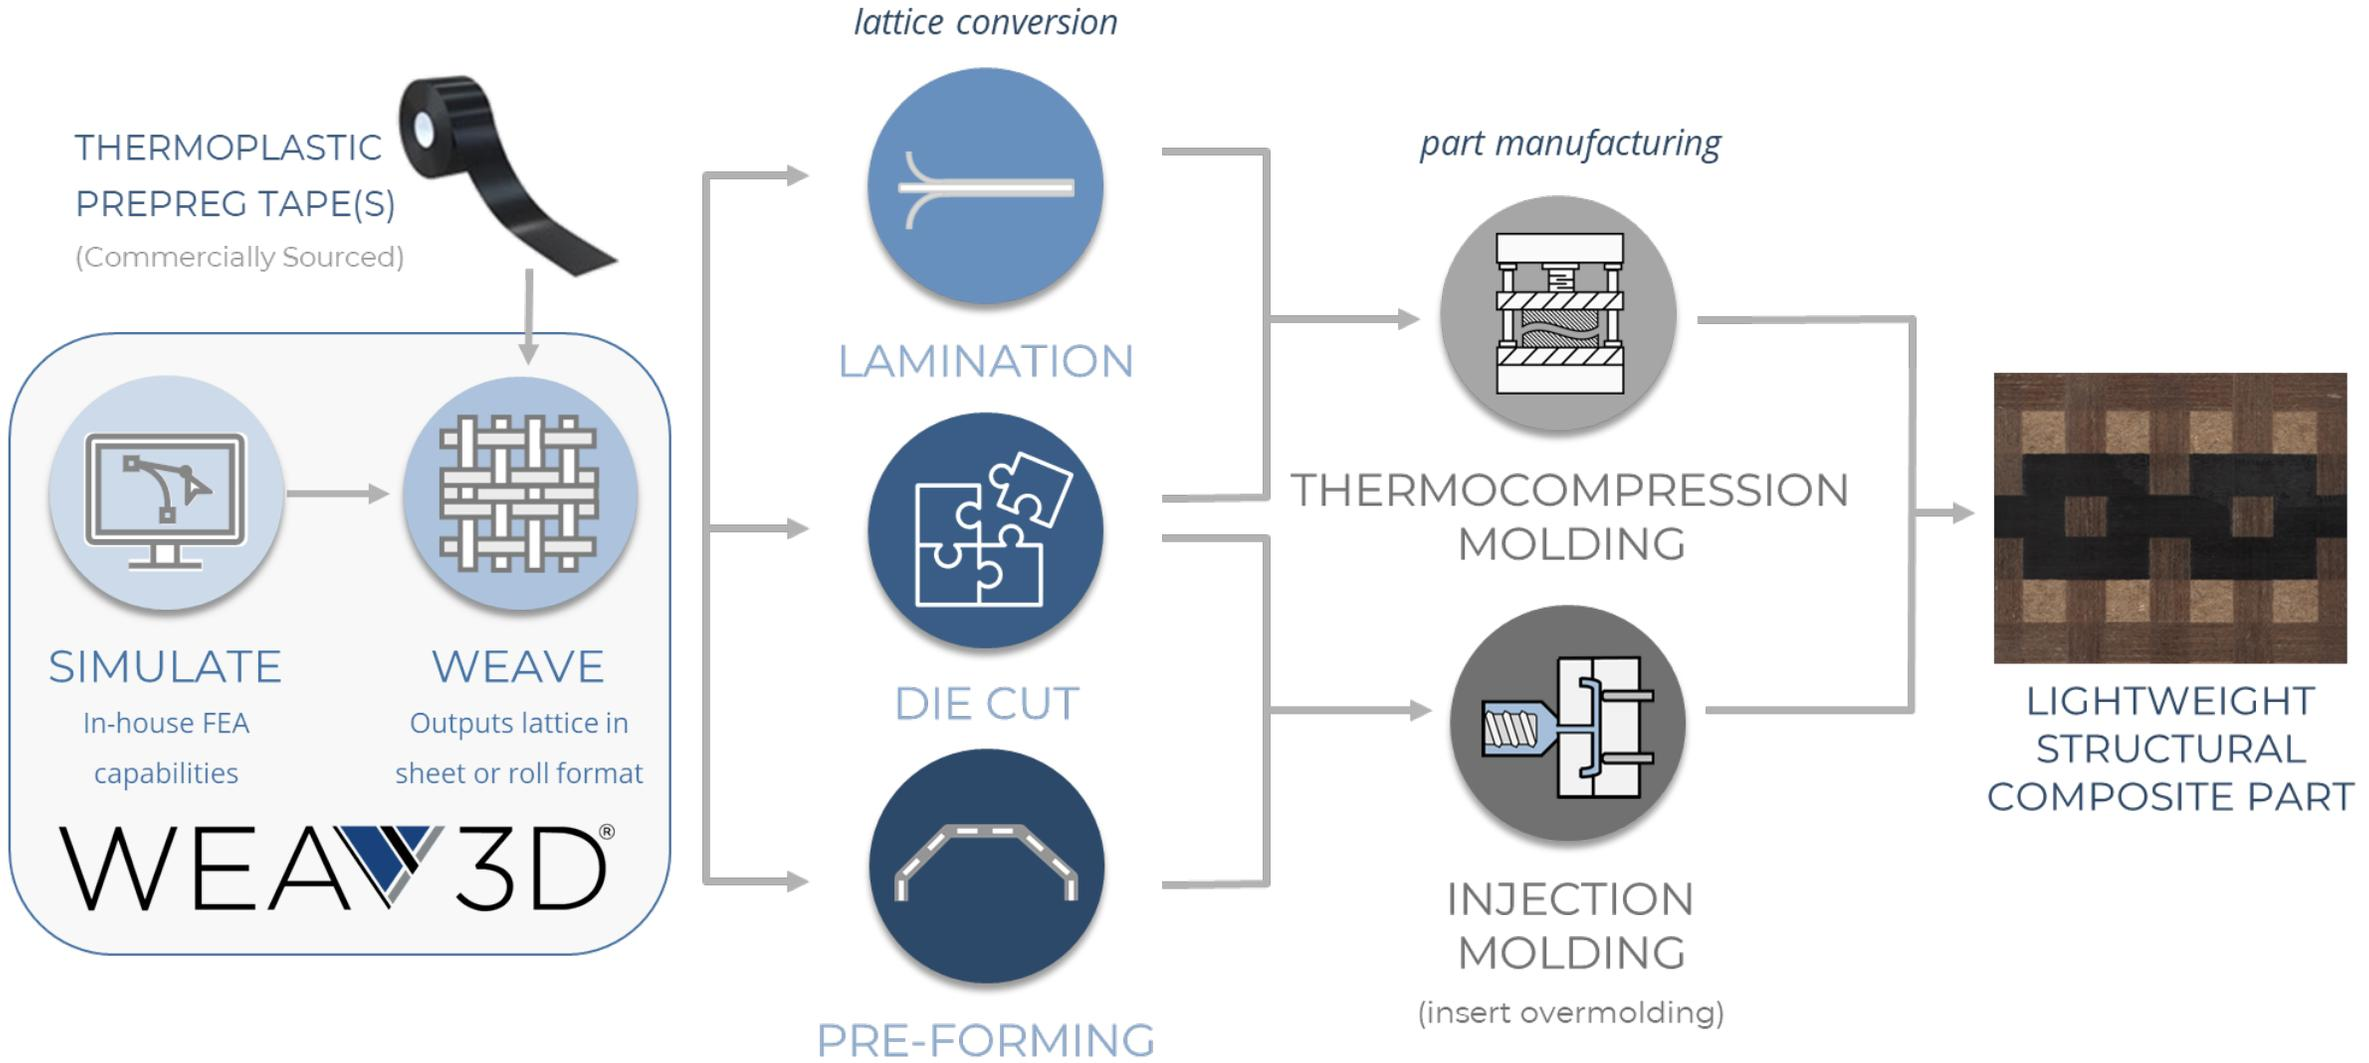 lattice conversion
THERMOPLASTIC
PREPREG TAPE(S)
(Commercially Sourced)
part manufacturing
LAMINATION
THERMOCOMPRESSION
MOLDING
SIMULATE
In-house FEA
capabilities
WEAVE
Outputs lattice in
sheet or roll format
WEAV3D®
DIE CUT
LIGHTWEIGHT
STRUCTURAL
COMPOSITE PART
INJECTION
MOLDING
(insert overmolding)
PRE-FORMING